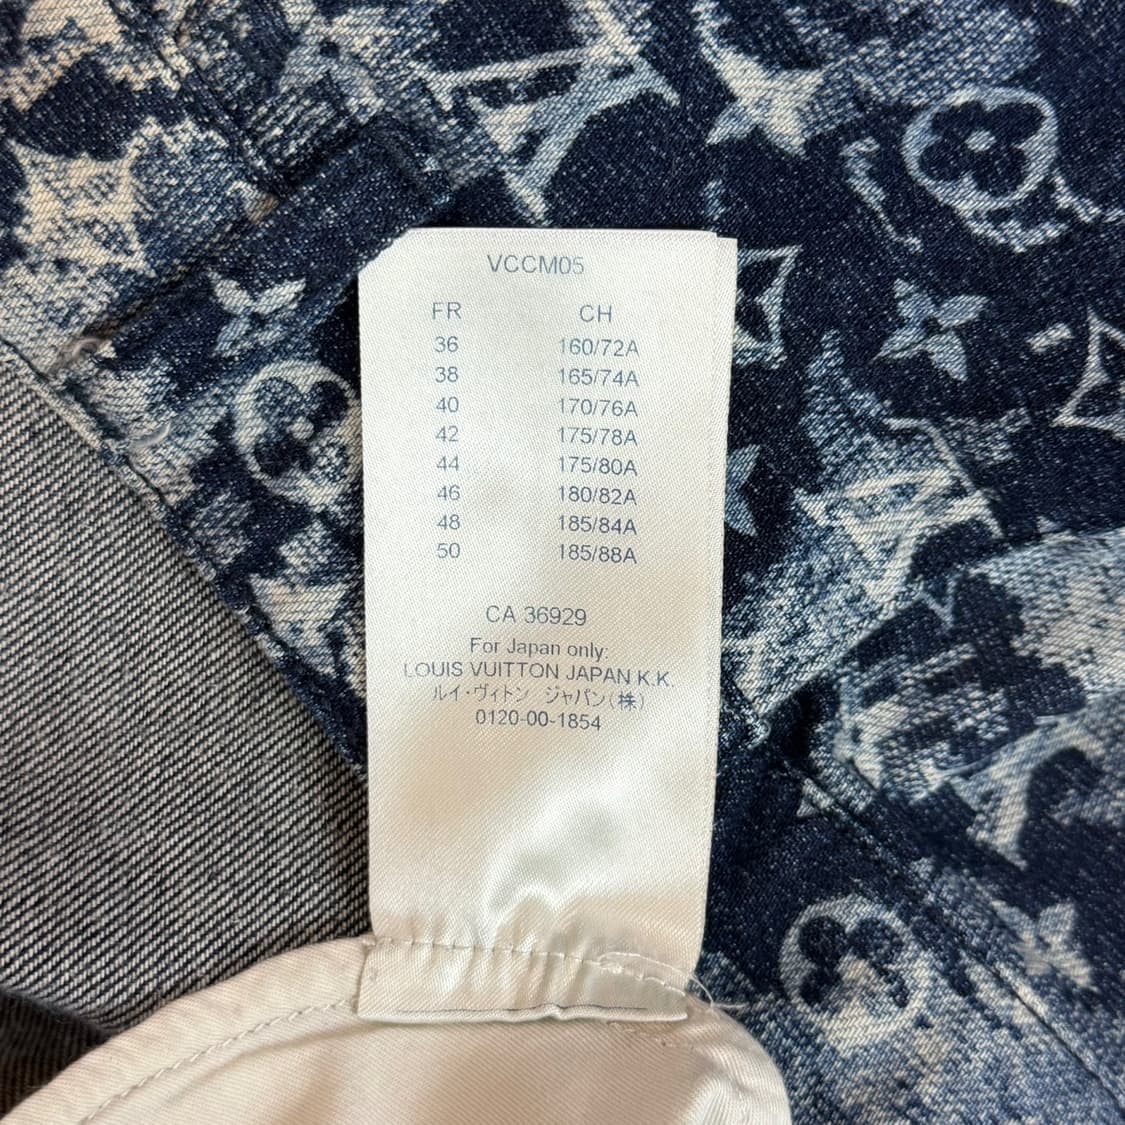 VCCM05
FR CH
36 160/72A
38 165/74A
40 170/76A
42 175/78A
44 175/80A
46 180/82A
48 185/84A
50 185/88A
CA 36929
For Japan only:
LOUIS VUITTON JAPAN K.K.
ルイ・ヴィトン ジャパン(株)
0120-00-1854